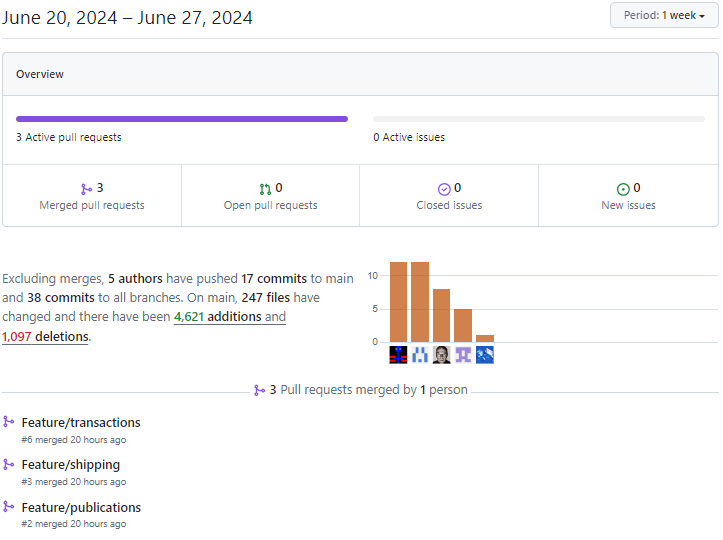 June 20, 2024 – June 27, 2024
Period: 1 week
Overview
3 Active pull requests
0 Active issues
3
Merged pull requests
0
Open pull requests
0
Closed issues
0
New issues
Excluding merges, 5 authors have pushed 17 commits to main
and 38 commits to all branches. On main, 247 files have
changed and there have been 4,621 additions and
1,097 deletions.
10
5
0
3 Pull requests merged by 1 person
Feature/transactions
#6 merged 20 hours ago
Feature/shipping
#3 merged 20 hours ago
Feature/publications
#2 merged 20 hours ago